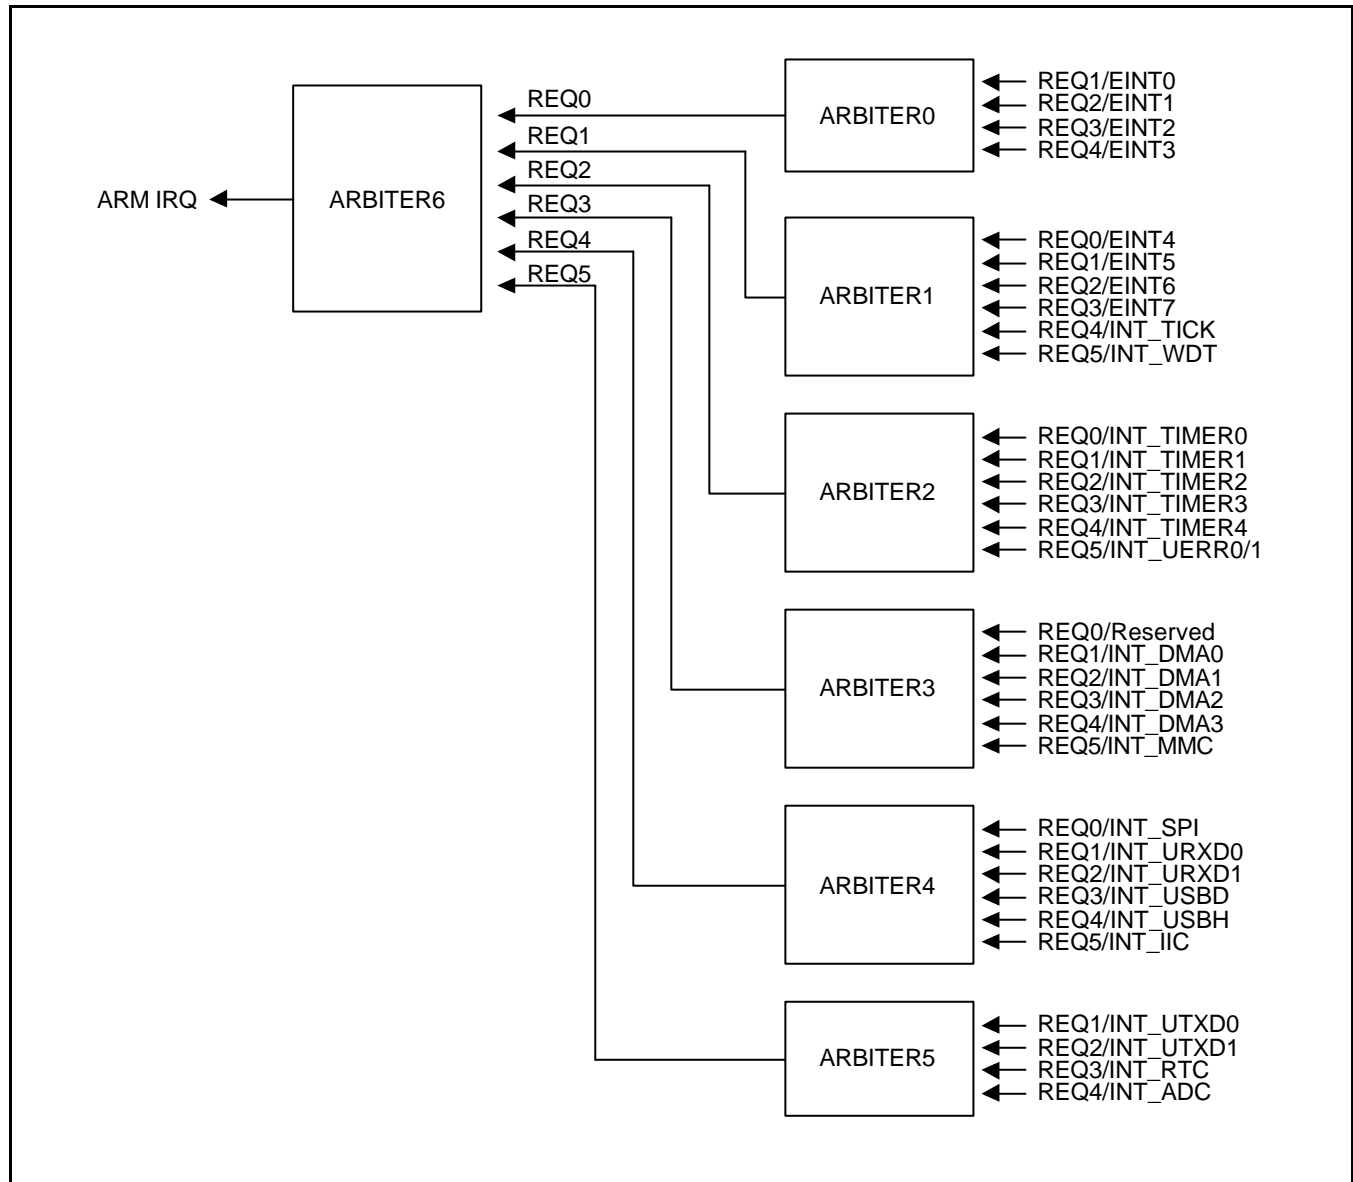 ARM IRQ
ARBITER6
REQ0
REQ1
REQ2
REQ3
REQ4
REQ5
ARBITER0
REQ1/EINT0
REQ2/EINT1
REQ3/EINT2
REQ4/EINT3
ARBITER1
REQ0/EINT4
REQ1/EINT5
REQ2/EINT6
REQ3/EINT7
REQ4/INT_TICK
REQ5/INT_WDT
ARBITER2
REQ0/INT_TIMER0
REQ1/INT_TIMER1
REQ2/INT_TIMER2
REQ3/INT_TIMER3
REQ4/INT_TIMER4
REQ5/INT_UERR0/1
ARBITER3
REQ0/Reserved
REQ1/INT_DMA0
REQ2/INT_DMA1
REQ3/INT_DMA2
REQ4/INT_DMA3
REQ5/INT_MMC
ARBITER4
REQ0/INT_SPI
REQ1/INT_URXD0
REQ2/INT_URXD1
REQ3/INT_USBD
REQ4/INT_USBH
REQ5/INT_IIC
ARBITER5
REQ1/INT_UTXD0
REQ2/INT_UTXD1
REQ3/INT_RTC
REQ4/INT_ADC